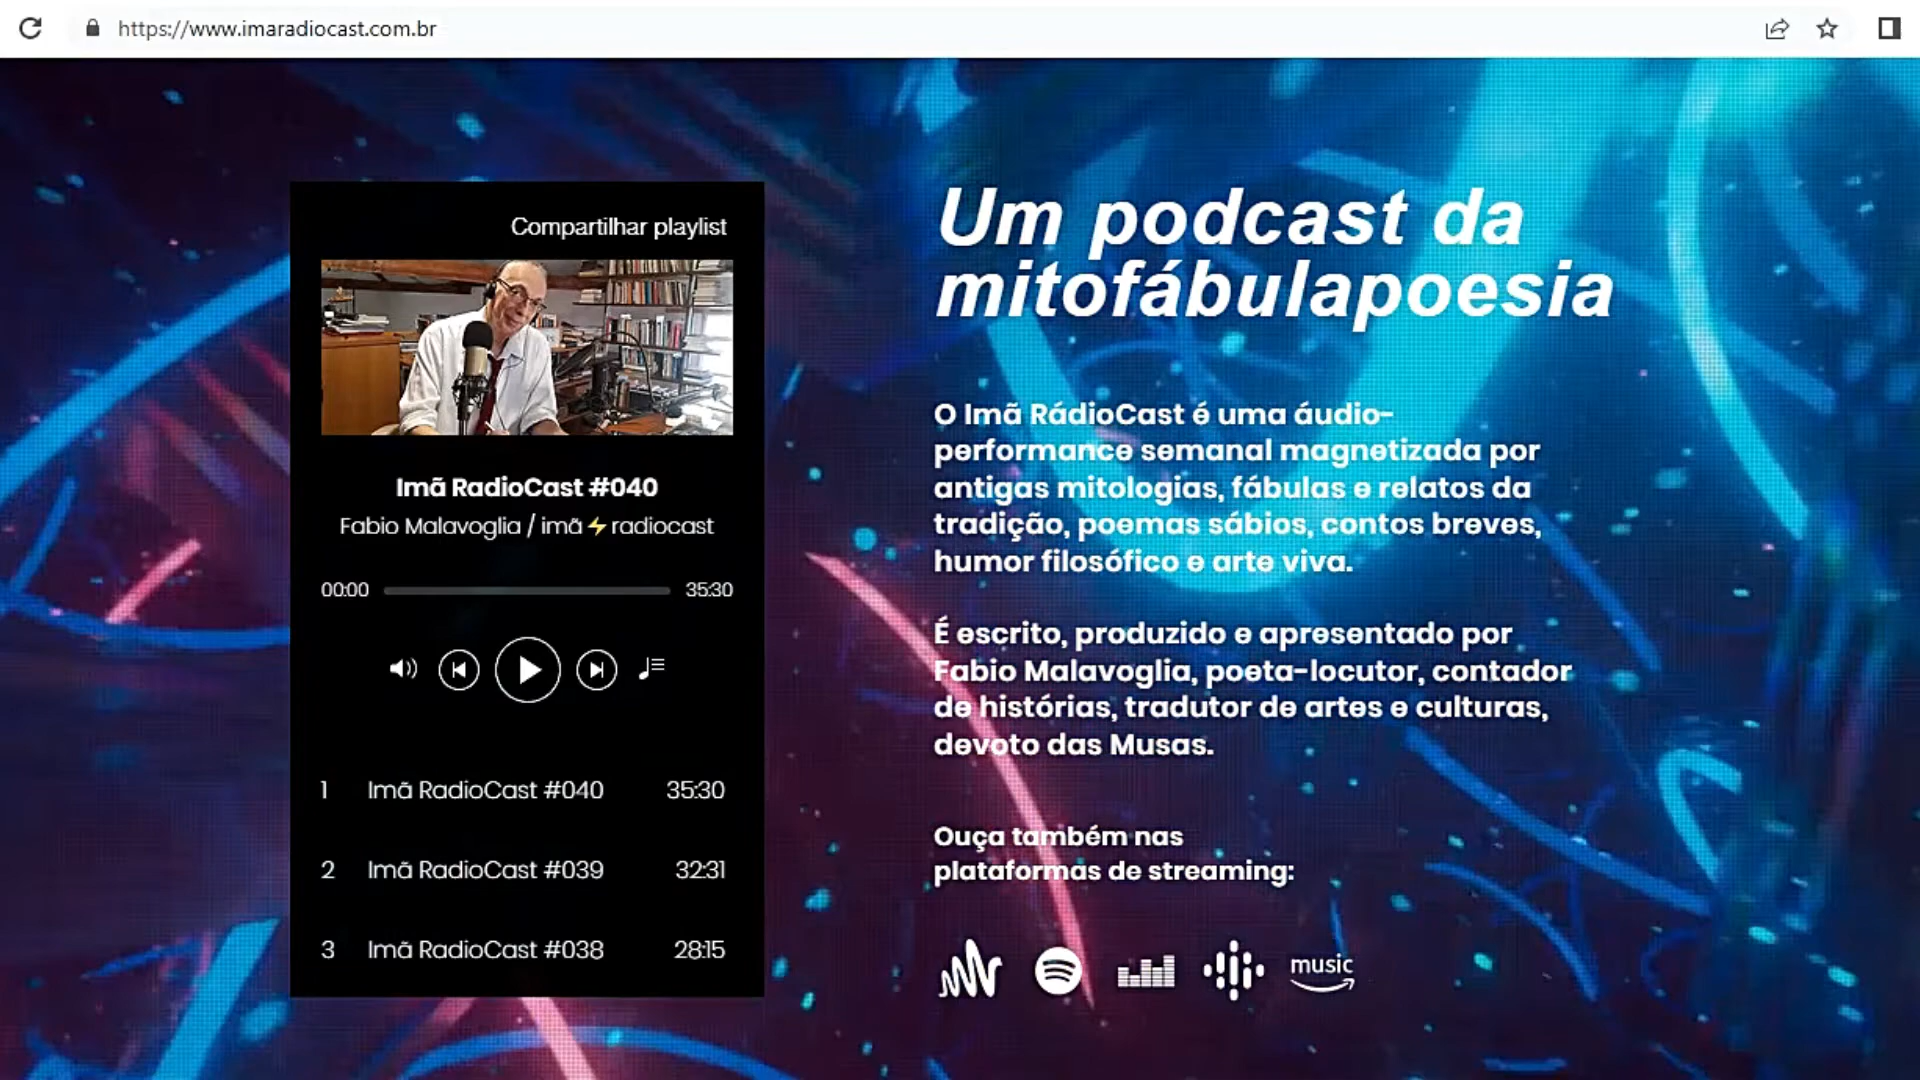 https://www.imaradiocast.com.br
Compartilhar playlist
Imã RadioCast #040
Fabio Malavoglia / imã⚡radiocast
00:00 35:30
1 Imã RadioCast #040 35:30
2 Imã RadioCast #039 32:31
3 Imã RadioCast #038 28:15
Um podcast da
mitofábulapoesia
O Imã RádioCast é uma áudio-
performance semanal magnetizada por
antigas mitologias, fábulas e relatos da
tradição, poemas sábios, contos breves,
humor filosófico e arte viva.
É escrito, produzido e apresentado por
Fabio Malavoglia, poeta-locutor, contador
de histórias, tradutor de artes e culturas,
devoto das Musas.
Ouça também nas
plataformas de streaming:
music